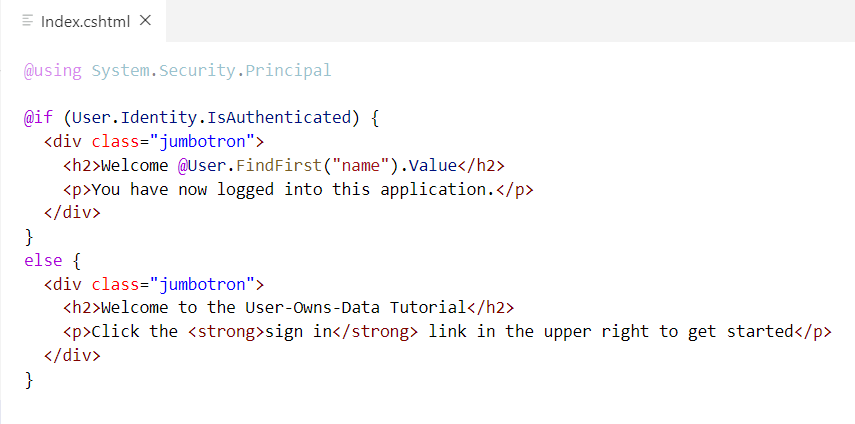 Index.cshtml
@using System.Security.Principal
@if (User.Identity.IsAuthenticated) {
<div class="jumbotron">
<h2>Welcome @User.FindFirst("name").Value</h2>
<p>You have now logged into this application.</p>
</div>
}
else {
<div class="jumbotron">
<h2>Welcome to the User-Owns-Data Tutorial</h2>
<p>Click the <strong>sign in</strong> link in the upper right to get started</p>
</div>
}